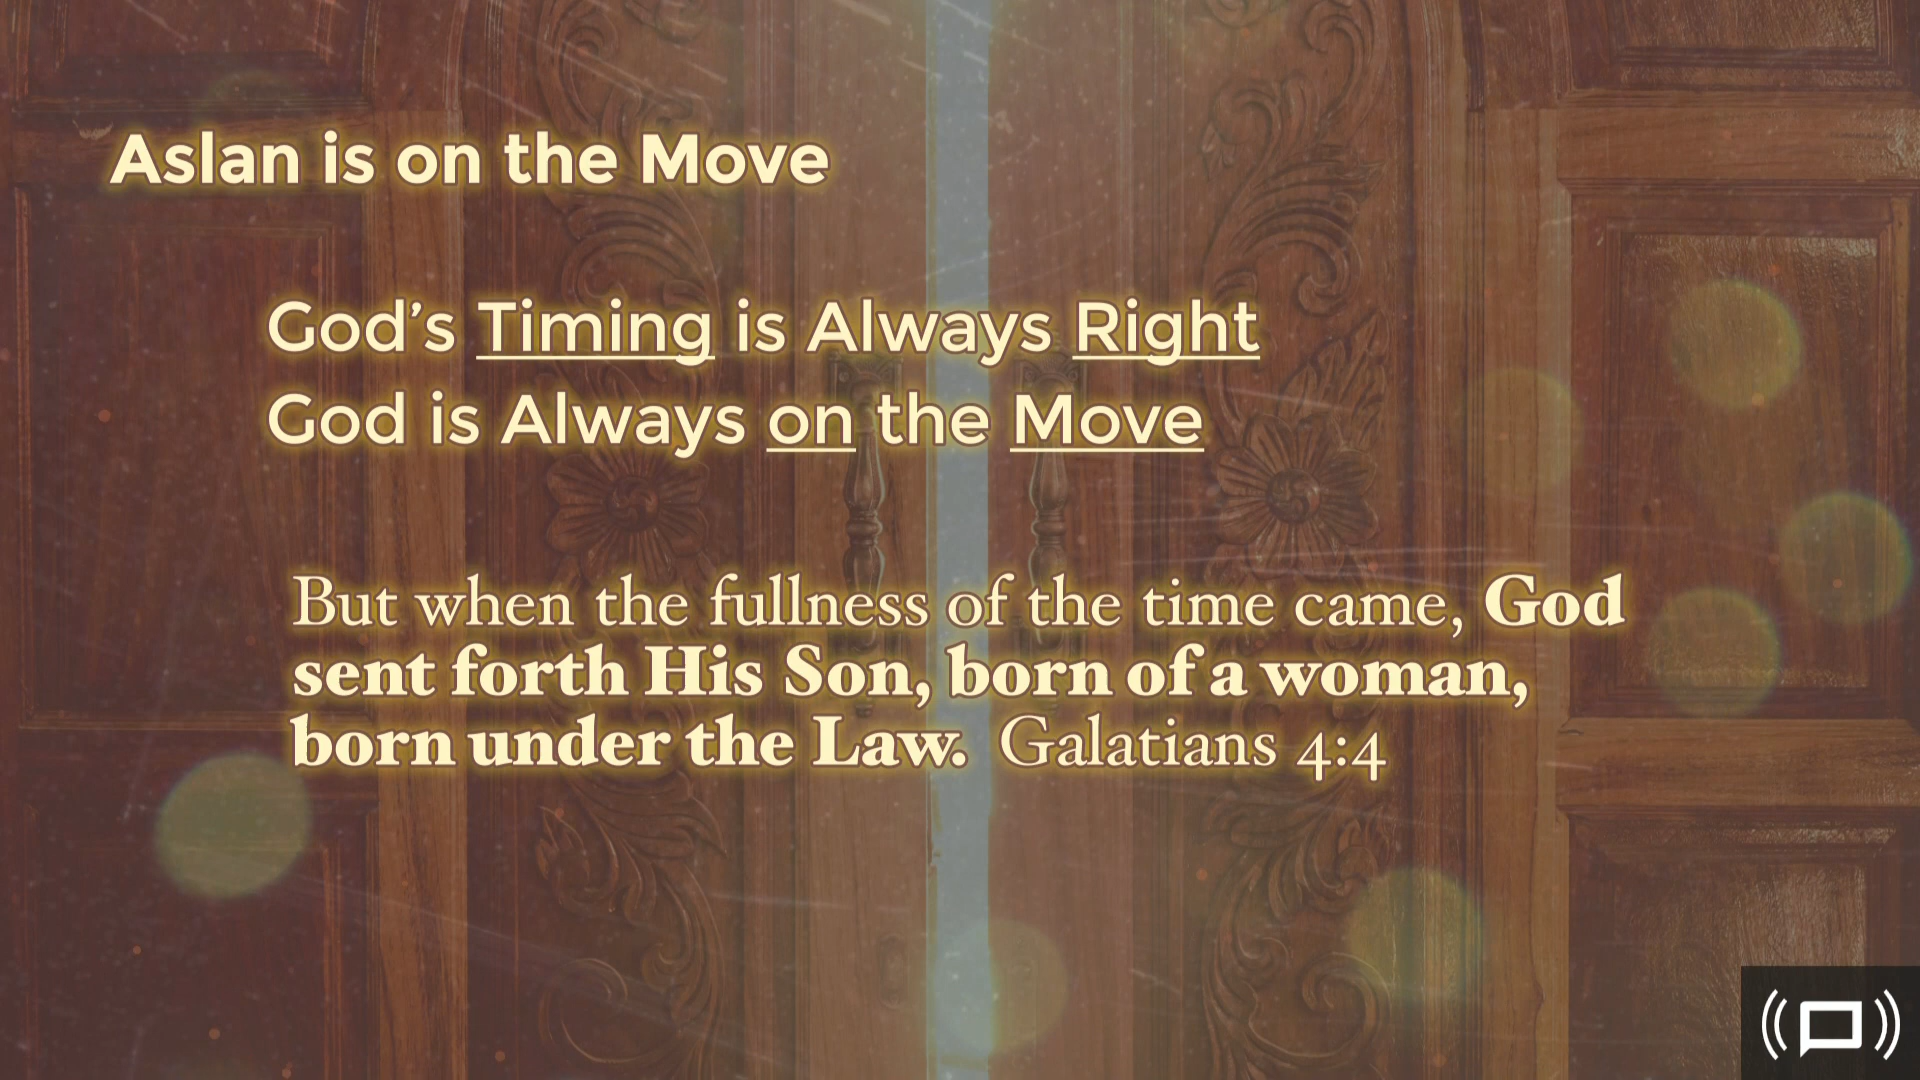 Aslan is on the Move
God’s Timing is Always Right
God is Always on the Move
But when the fullness of the time came, God
sent forth His Son, born of a woman,
born under the Law. Galatians 4:4